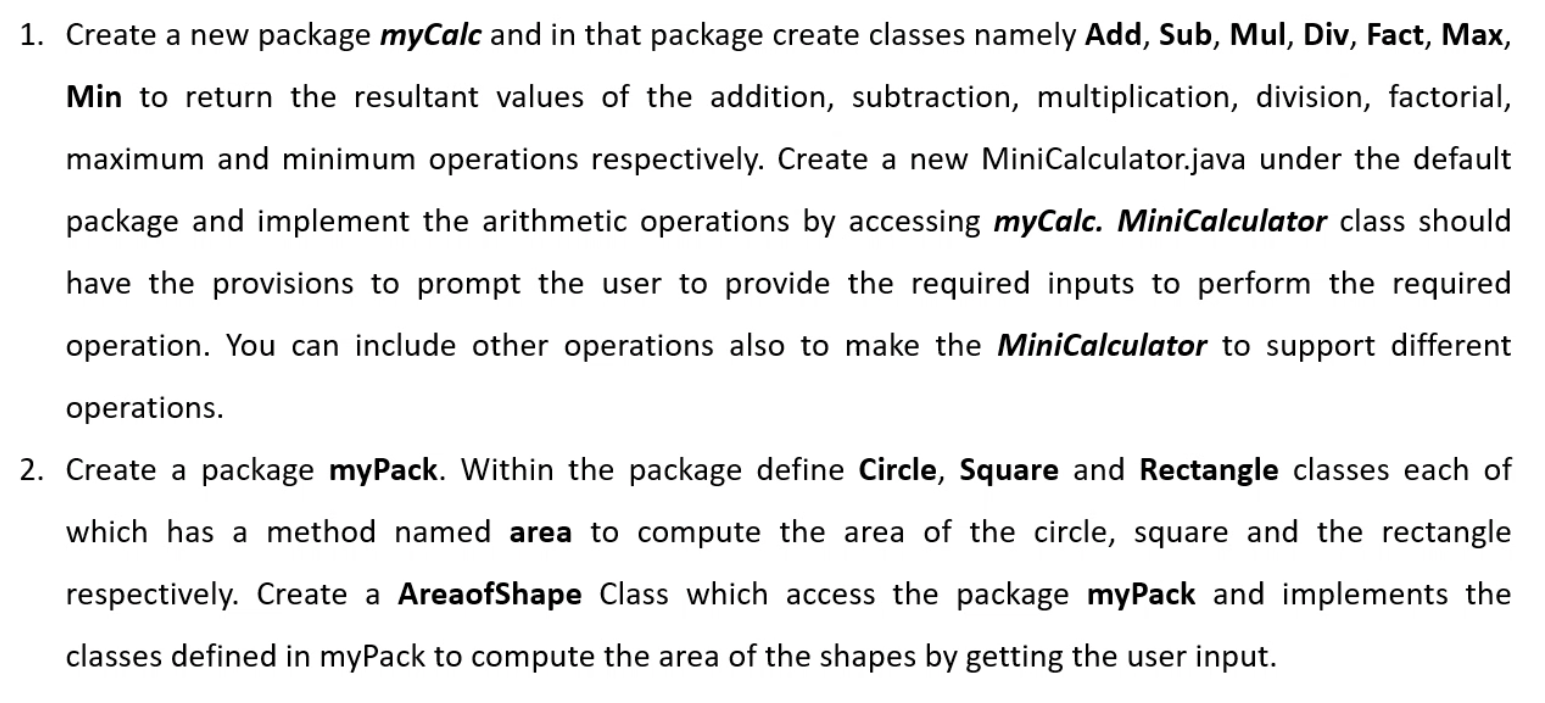 1. Create a new package myCalc and in that package create classes namely Add, Sub, Mul, Div, Fact, Max,
Min to return the resultant values of the addition, subtraction, multiplication, division, factorial,
maximum and minimum operations respectively. Create a new MiniCalculator.java under the default
package and implement the arithmetic operations by accessing myCalc. MiniCalculator class should
have the provisions to prompt the user to provide the required inputs to perform the required
operation. You can include other operations also to make the MiniCalculator to support different
operations.
2. Create a package myPack. Within the package define Circle, Square and Rectangle classes each of
which has a method named area to compute the area of the circle, square and the rectangle
respectively. Create a AreaofShape Class which access the package myPack and implements the
classes defined in myPack to compute the area of the shapes by getting the user input.